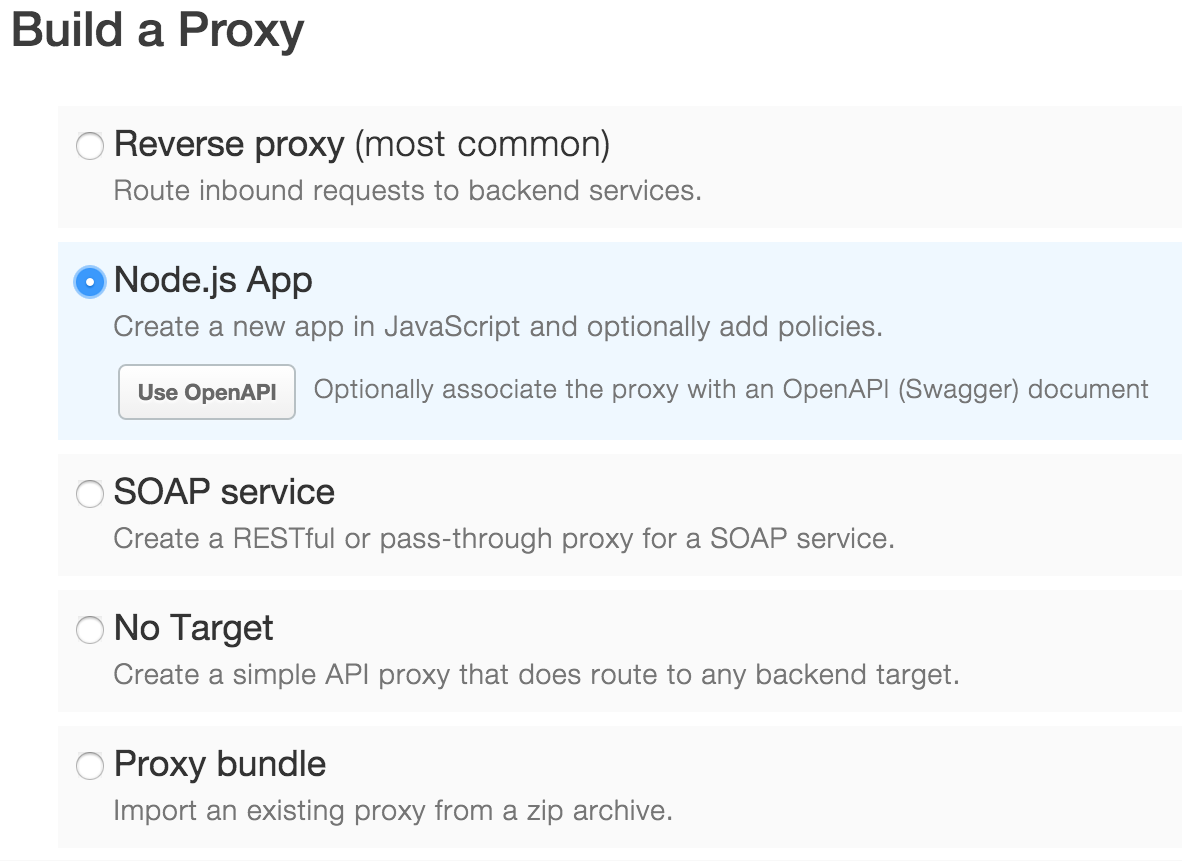 Build a Proxy
Reverse proxy (most common)
Route inbound requests to backend services.
Node.js App
Create a new app in JavaScript and optionally add policies.
Use OpenAPI Optionally associate the proxy with an OpenAPI (Swagger) document
SOAP service
Create a RESTful or pass-through proxy for a SOAP service.
No Target
Create a simple API proxy that does route to any backend target.
Proxy bundle
Import an existing proxy from a zip archive.